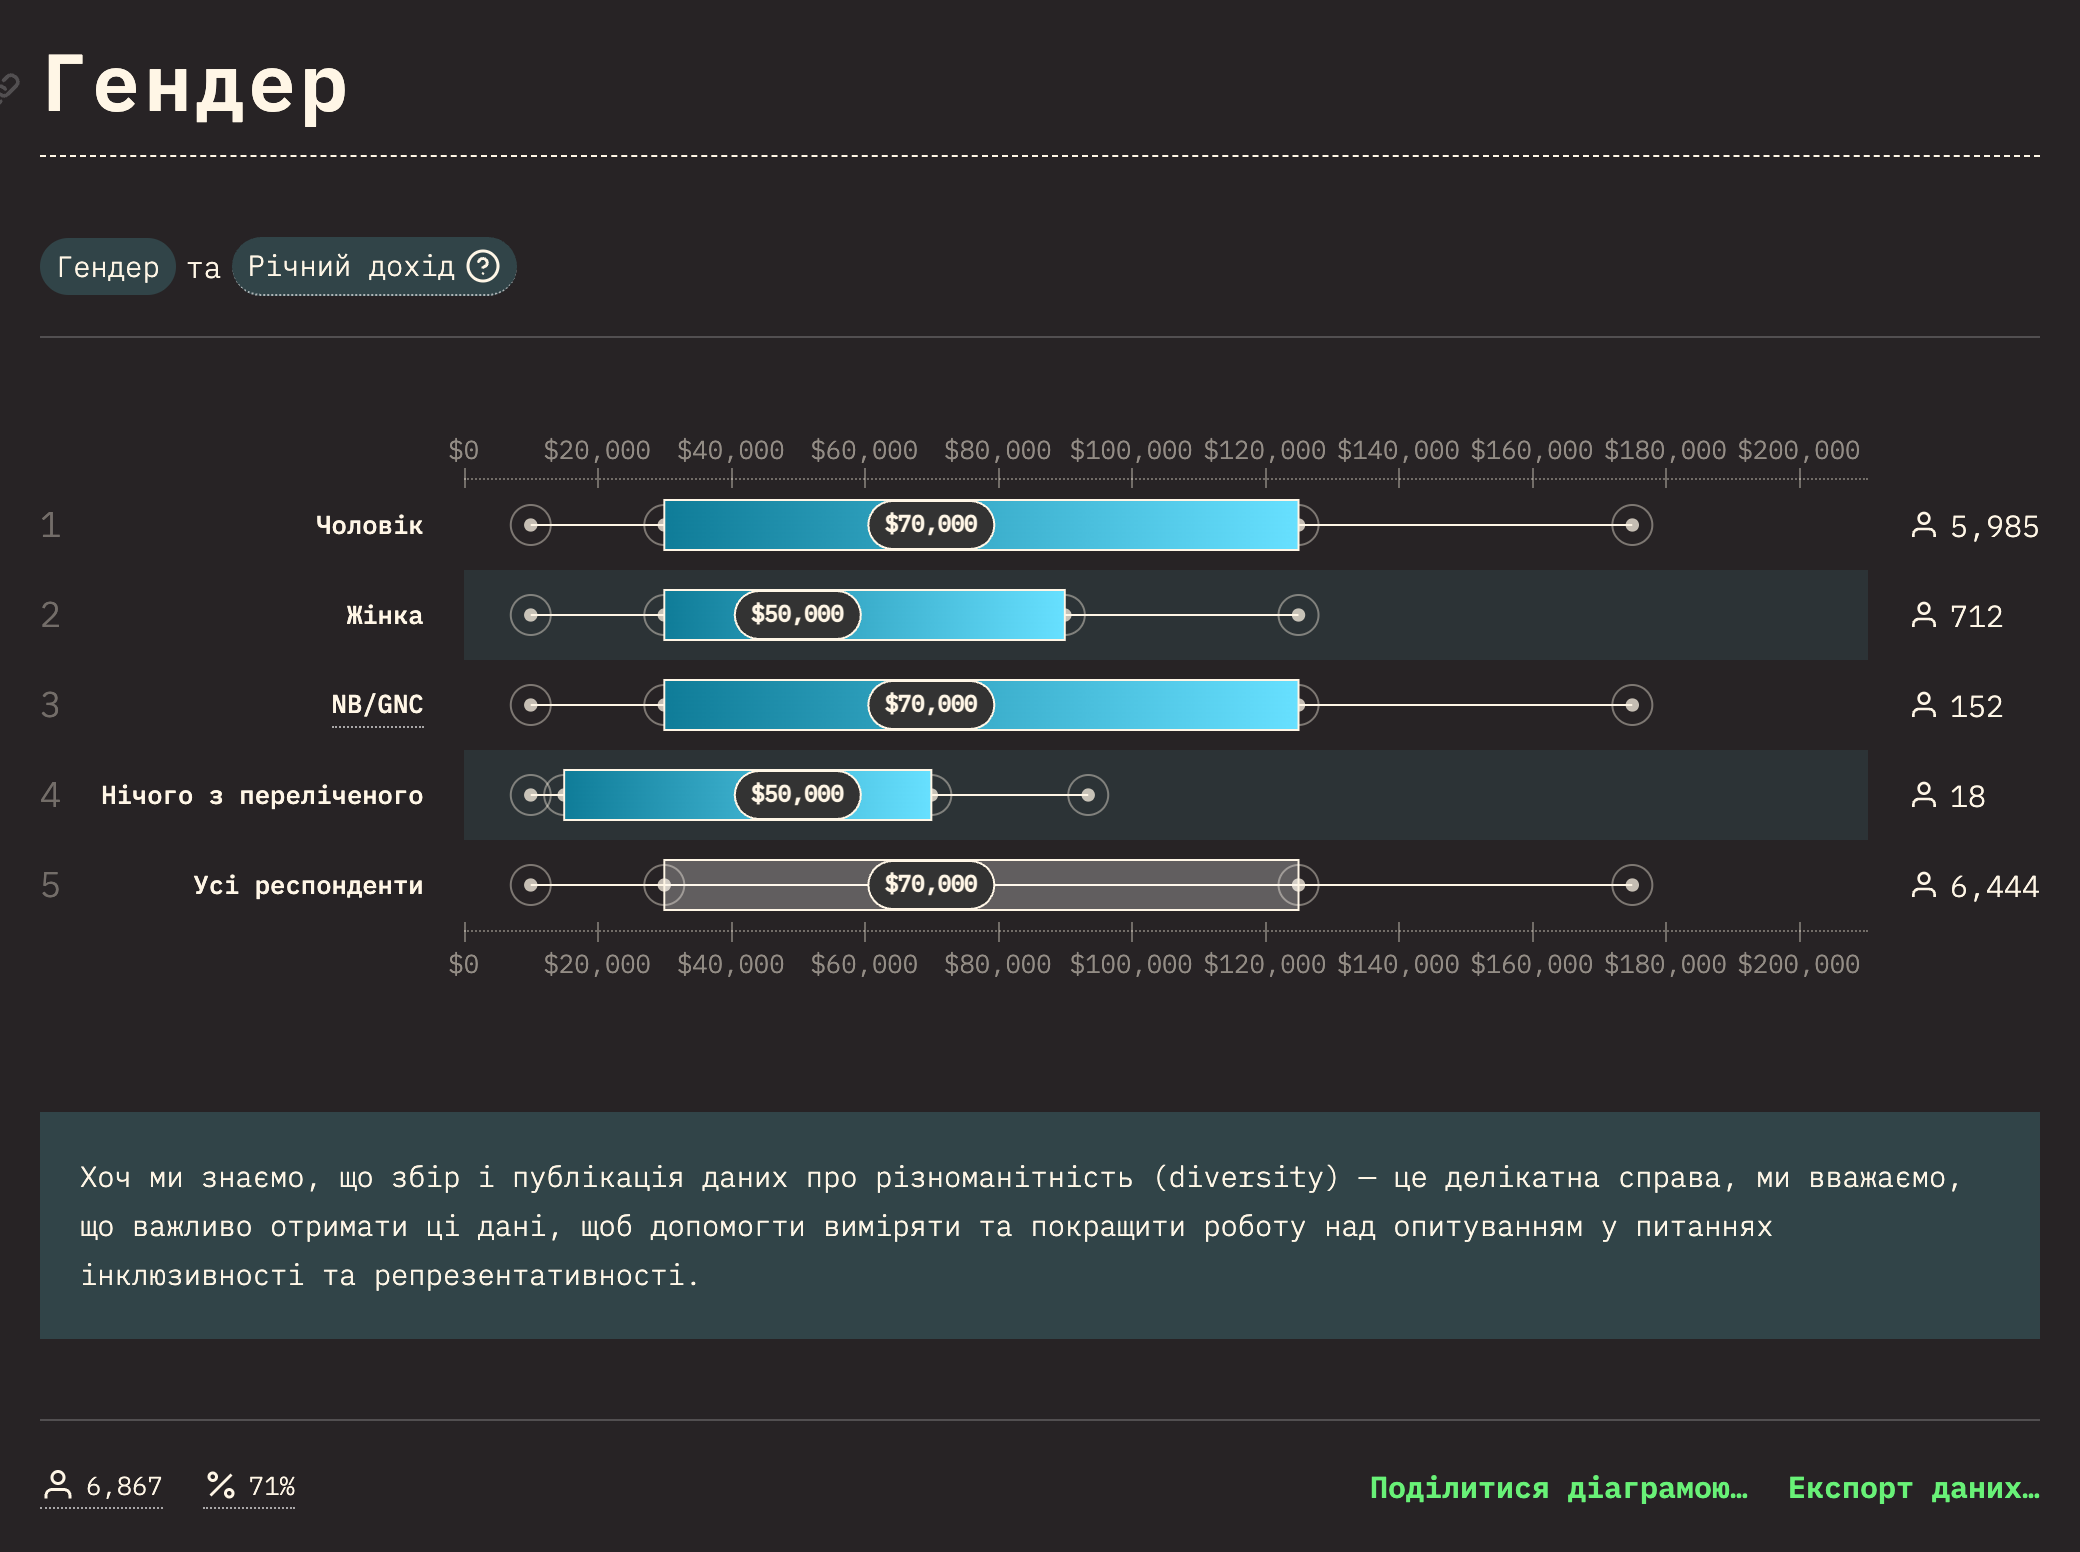 Гендер
Гендер та Річний дохід
$0 $20,000 $40,000 $60,000 $80,000 $100,000 $120,000 $140,000 $160,000 $180,000 $200,000
1 Чоловік $70,000 5,985
2 Жінка $50,000 712
3 NB/GNC $70,000 152
4 Нічого з переліченого $50,000 18
5 Усі респонденти $70,000 6,444
$0 $20,000 $40,000 $60,000 $80,000 $100,000 $120,000 $140,000 $160,000 $180,000 $200,000
Хоч ми знаємо, що збір і публікація даних про різноманітність (diversity) — це делікатна справа, ми вважаємо,
що важливо отримати ці дані, щоб допомогти виміряти та покращити роботу над опитуванням у питаннях
інклюзивності та репрезентативності.
6,867 71% Поділитися діаграмою… Експорт даних…